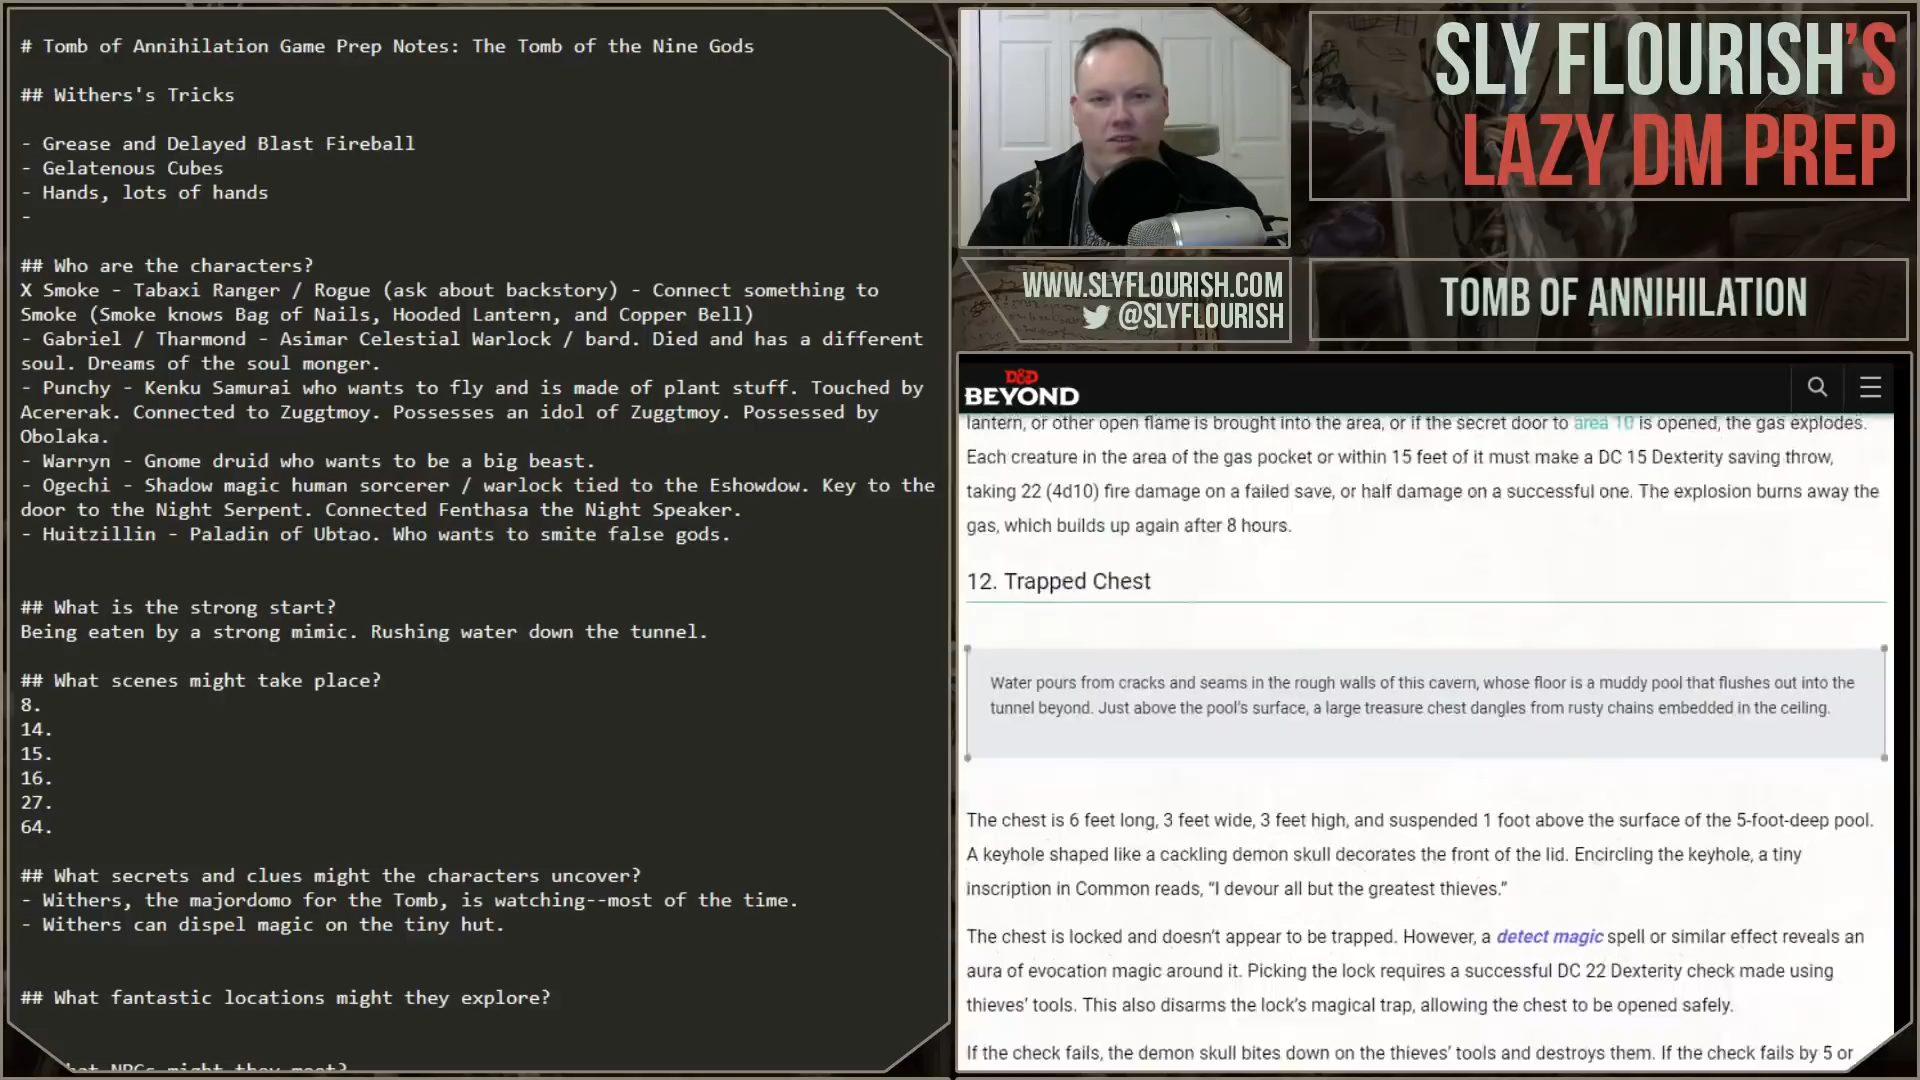 # Tomb of Annihilation Game Prep Notes: The Tomb of the Nine Gods
## Withers's Tricks
- Grease and Delayed Blast Fireball
- Gelatenous Cubes
- Hands, lots of hands
-
## Who are the characters?
X Smoke - Tabaxi Ranger / Rogue (ask about backstory) - Connect something to
Smoke (Smoke knows Bag of Nails, Hooded Lantern, and Copper Bell)
- Gabriel / Tharmond - Asimar Celestial Warlock / bard. Died and has a different
soul. Dreams of the soul monger.
- Punchy - Kenku Samurai who wants to fly and is made of plant stuff. Touched by
Acererak. Connected to Zuggtmoy. Possesses an idol of Zuggtmoy. Possessed by
Obolaka.
- Warryn - Gnome druid who wants to be a big beast.
- Ogechi - Shadow magic human sorcerer / warlock tied to the Eshowdow. Key to the
door to the Night Serpent. Connected Fenthasa the Night Speaker.
- Huitzillin - Paladin of Ubtao. Who wants to smite false gods.
## What is the strong start?
Being eaten by a strong mimic. Rushing water down the tunnel.
## What scenes might take place?
8.
14.
15.
16.
27.
64.
## What secrets and clues might the characters uncover?
- Withers, the majordomo for the Tomb, is watching--most of the time.
- Withers can dispel magic on the tiny hut.
## What fantastic locations might they explore?
hat NPCs might they meet?
SLY FLOURISH'S
LAZY DM PREP
WWW.SLYFLOURISH.COM
@SLYFLOURISH
TOMB OF ANNIHILATION
D&D
BEYOND
lantern, or other open flame is brought into the area, or if the secret door to area 10 is opened, the gas explodes.
Each creature in the area of the gas pocket or within 15 feet of it must make a DC 15 Dexterity saving throw,
taking 22 (4d10) fire damage on a failed save, or half damage on a successful one. The explosion burns away the
gas, which builds up again after 8 hours.
12. Trapped Chest
Water pours from cracks and seams in the rough walls of this cavern, whose floor is a muddy pool that flushes out into the
tunnel beyond. Just above the pool's surface, a large treasure chest dangles from rusty chains embedded in the ceiling.
The chest is 6 feet long, 3 feet wide, 3 feet high, and suspended 1 foot above the surface of the 5-foot-deep pool.
A keyhole shaped like a cackling demon skull decorates the front of the lid. Encircling the keyhole, a tiny
inscription in Common reads, “I devour all but the greatest thieves.”
The chest is locked and doesn't appear to be trapped. However, a detect magic spell or similar effect reveals an
aura of evocation magic around it. Picking the lock requires a successful DC 22 Dexterity check made using
thieves' tools. This also disarms the lock's magical trap, allowing the chest to be opened safely.
If the check fails, the demon skull bites down on the thieves' tools and destroys them. If the check fails by 5 or